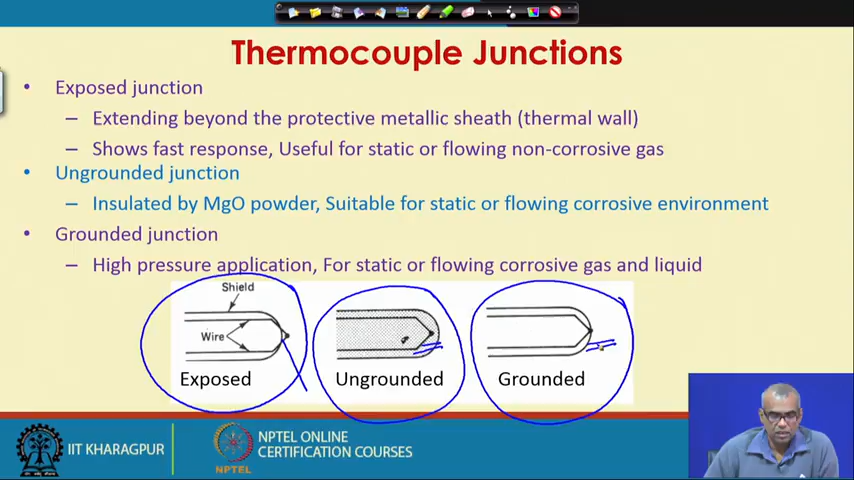 Thermocouple Junctions
• Exposed junction
– Extending beyond the protective metallic sheath (thermal wall)
– Shows fast response, Useful for static or flowing non-corrosive gas
• Ungrounded junction
– Insulated by MgO powder, Suitable for static or flowing corrosive environment
• Grounded junction
– High pressure application, For static or flowing corrosive gas and liquid
Shield
Wire
Exposed
Ungrounded
Grounded
IIT KHARAGPUR
NPTEL
NPTEL ONLINE
CERTIFICATION COURSES